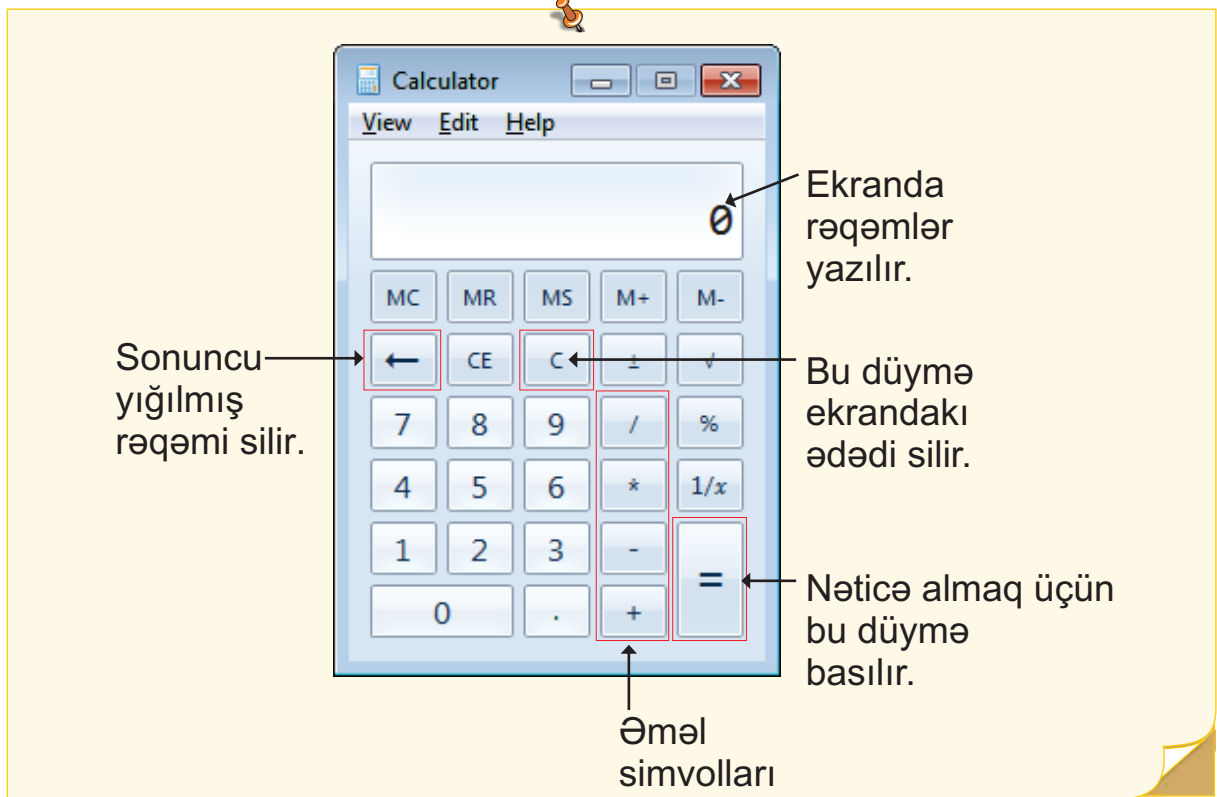 Calculator
View Edit Help
0
MC MR MS M+ M-
← CE C ± √
7 8 9 / %
4 5 6 * 1/x
1 2 3 - =
0 . +
Ekranda
rəqəmlər
yazılır.
Sonuncu
yığılmış
rəqəmi silir.
Bu düymə
ekrandakı
ədədi silir.
Nəticə almaq üçün
bu düymə
basılır.
Əməl
simvolları